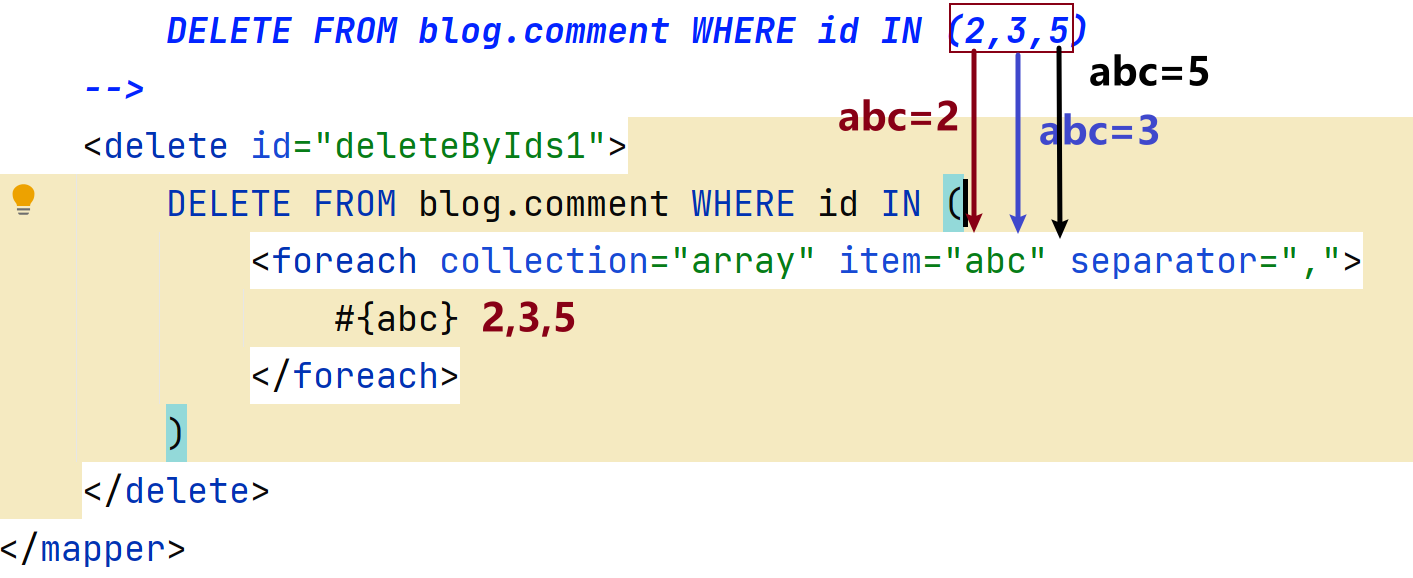 DELETE FROM blog.comment WHERE id IN (2,3,5)
abc=5
-->
abc=2
abc=3
<delete id="deleteByIds1">
DELETE FROM blog.comment WHERE id IN (
<foreach collection="array" item="abc" separator=",">
#{abc} 2,3,5
</foreach>
)
</delete>
</mapper>